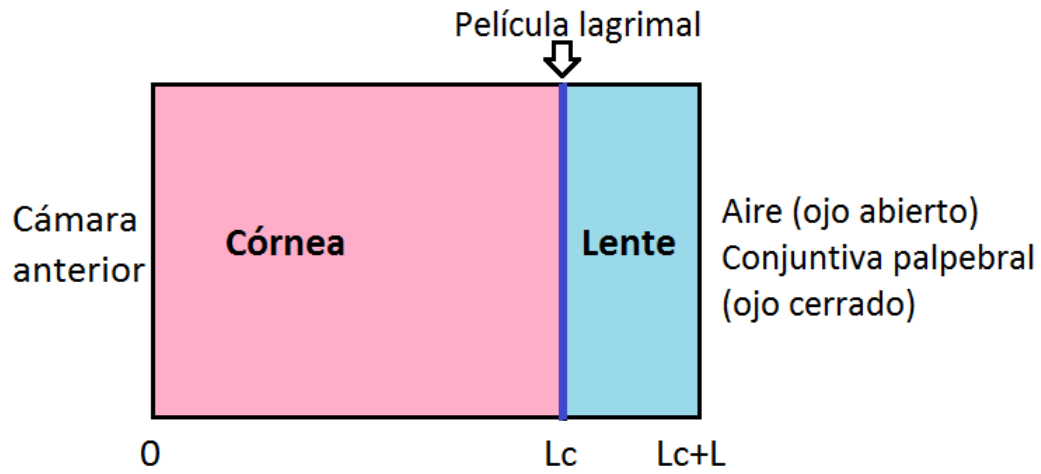 Película lagrimal
Cámara
anterior
Córnea
Lente
Aire (ojo abierto)
Conjuntiva palpebral
(ojo cerrado)
0
Lc
Lc+L